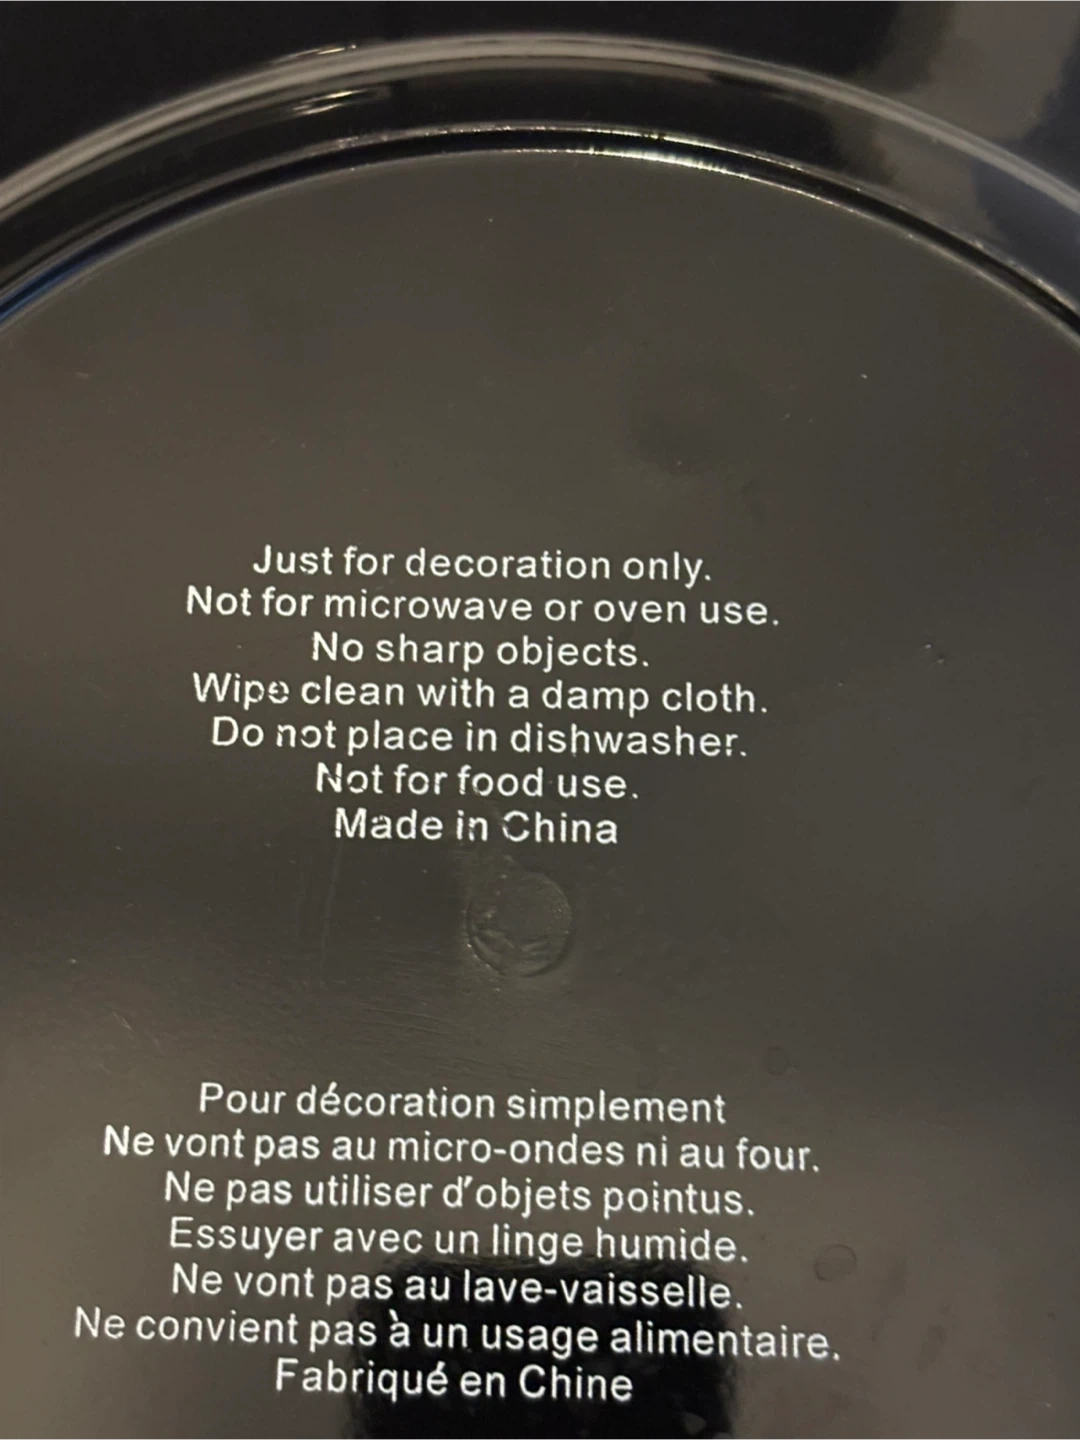 Just for decoration only.
Not for microwave or oven use.
No sharp objects.
Wipe clean with a damp cloth.
Do not place in dishwasher.
Not for food use.
Made in China
Pour décoration simplement
Ne vont pas au micro-ondes ni au four.
Ne pas utiliser d'objets pointus.
Essuyer avec un linge humide.
Ne vont pas au lave-vaisselle.
Ne convient pas à un usage alimentaire.
Fabriqué en Chine